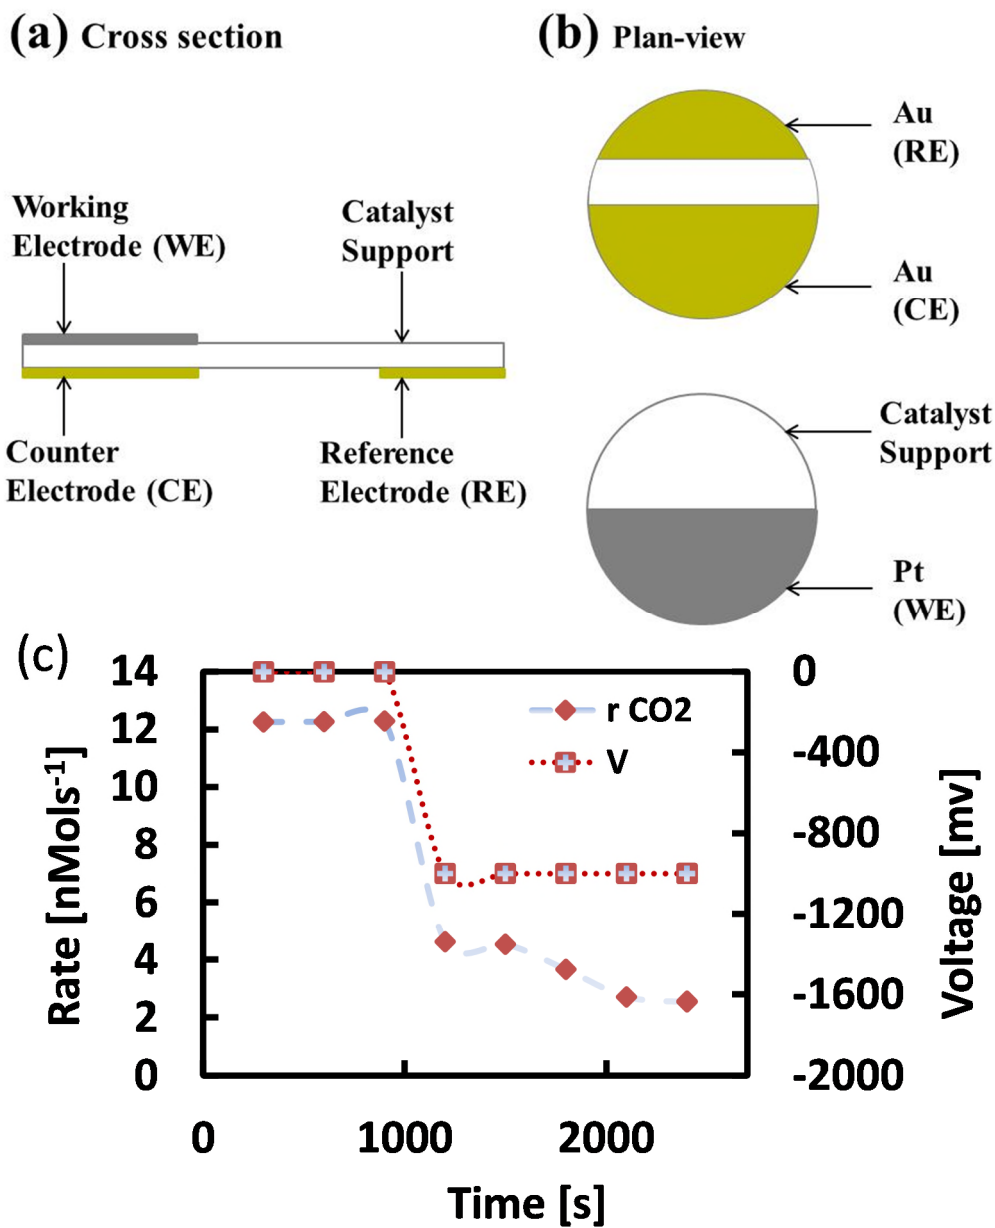 (a) Cross section
Working
Electrode (WE)
Catalyst
Support
Counter
Electrode (CE)
Reference
Electrode (RE)
(b) Plan-view
Au
(RE)
Au
(CE)
Catalyst
Support
Pt
(WE)
(c)
Rate [nMols⁻¹]
14
12
10
8
6
4
2
0
r CO2
V
0
-400
-800
-1200
-1600
-2000
Voltage [mv]
0
1000
2000
Time [s]